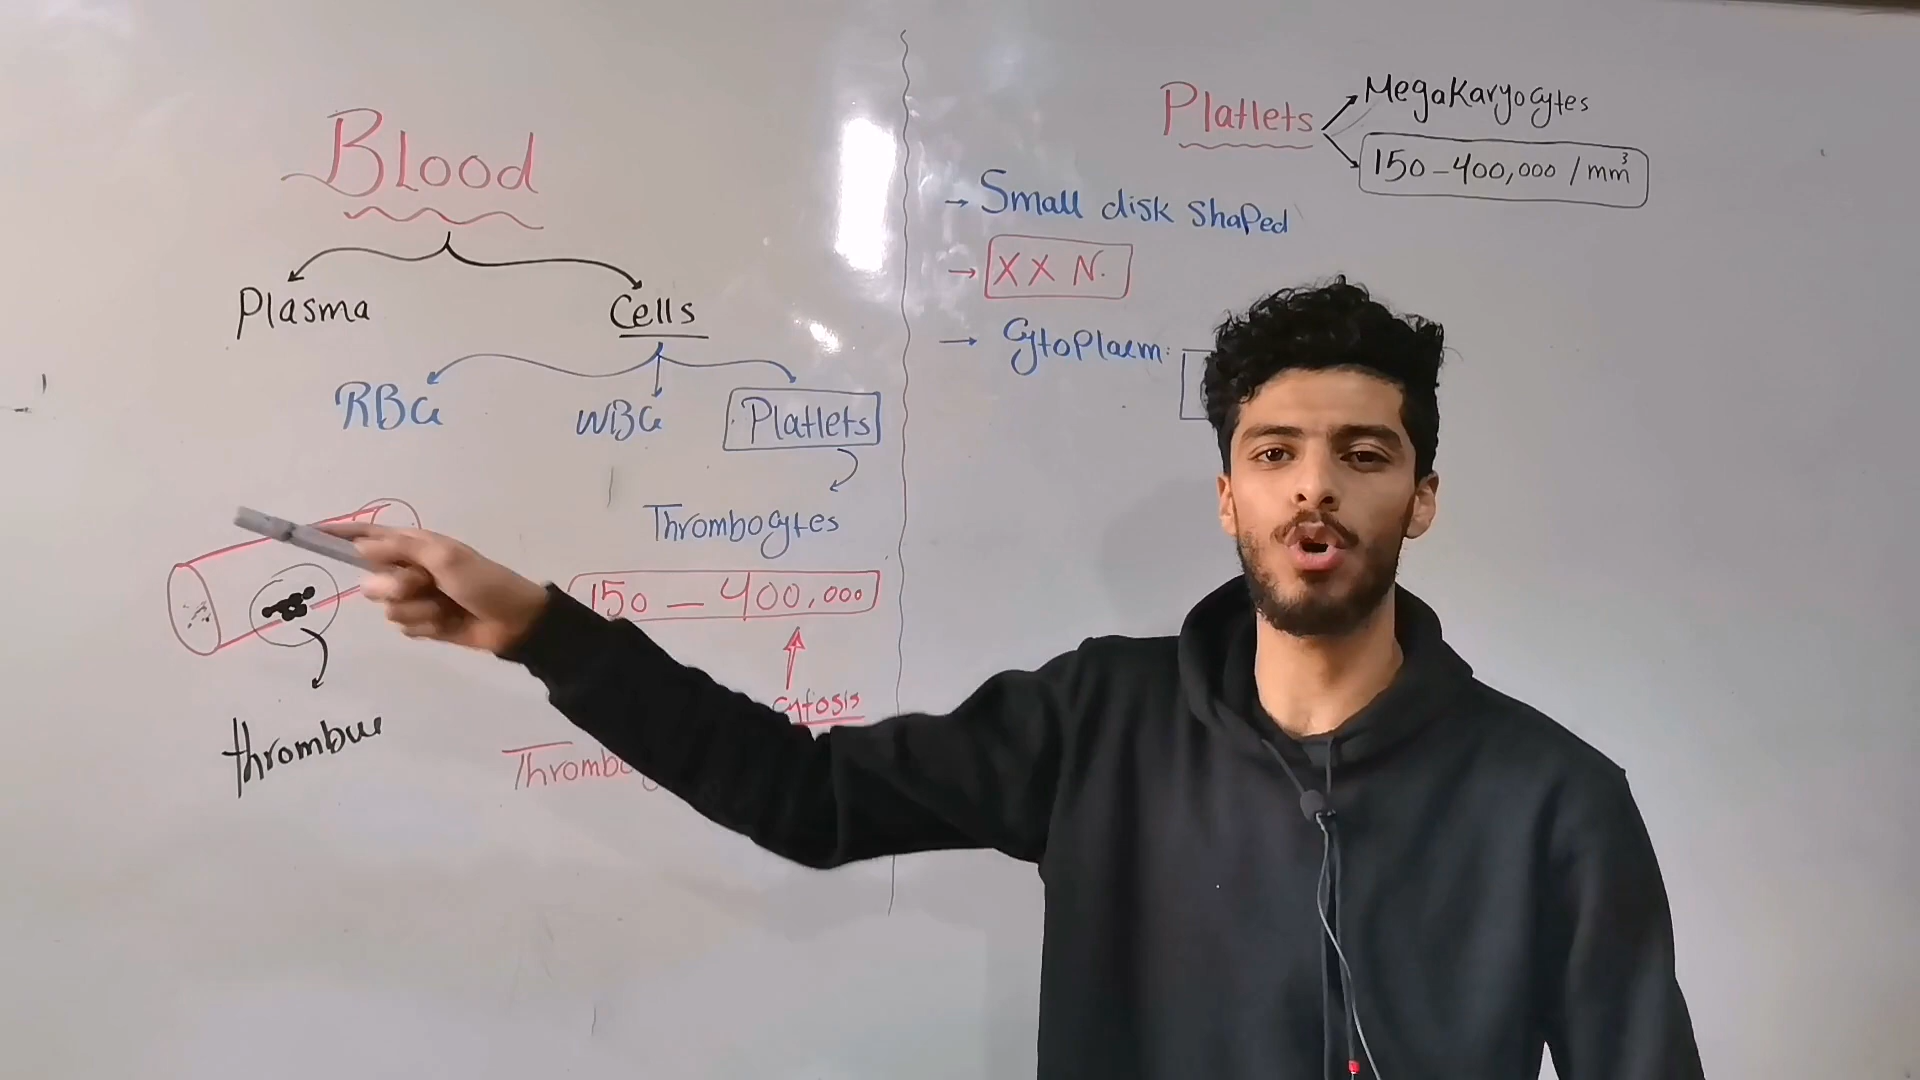 Blood
Plasma
Cells
RBCs
WBCs
Platlets
Thrombocytes
150 - 400,000
cytosis
thrombus
Platlets
Megakaryocytes
150 - 400,000 / mm³
→ Small disk shaped
→ X X N.
→ Cytoplasm: